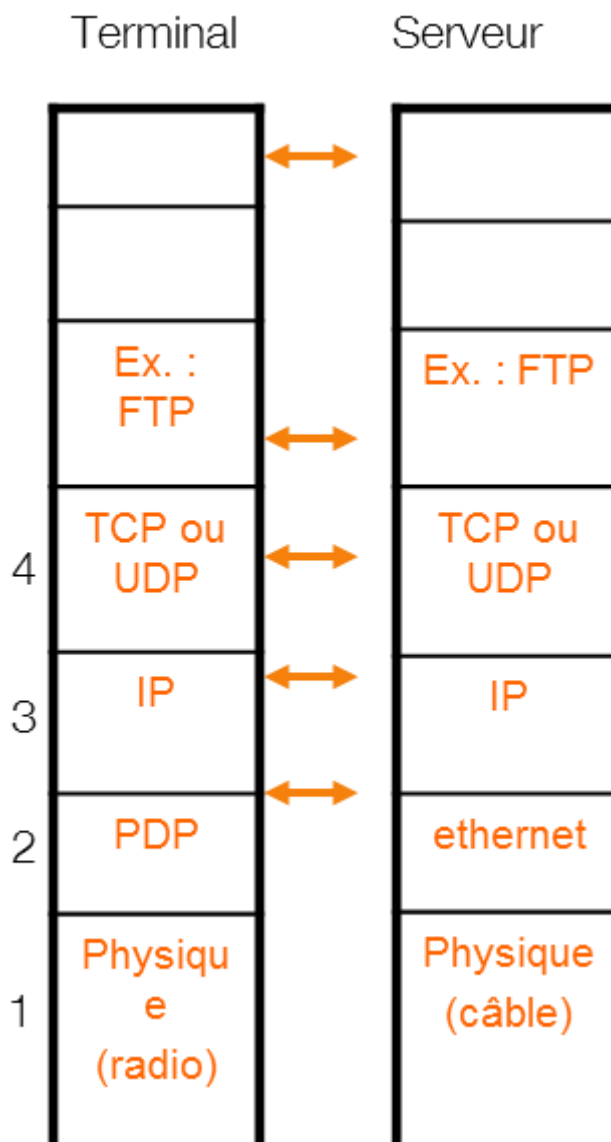 Terminal Serveur
Ex. :
FTP
Ex. : FTP
4
TCP ou
UDP
TCP ou
UDP
3
IP
IP
2
PDP
ethernet
1
Physiqu
e
(radio)
Physique
(câble)